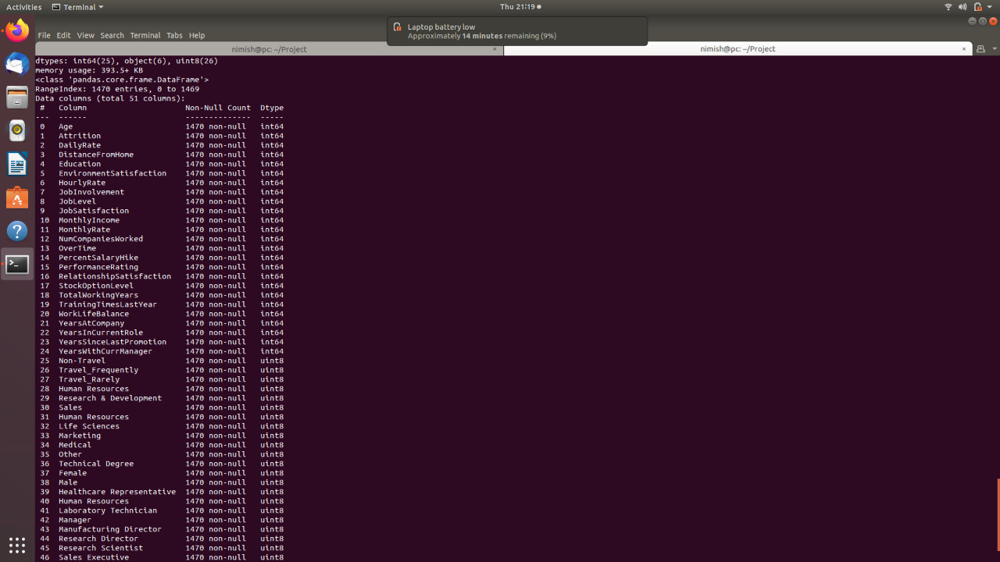 Activities Terminal Thu 21:19
Laptop battery low
Approximately 14 minutes remaining (9%)
File Edit View Search Terminal Tabs Help
nimish@pc: ~/Project × nimish@pc: ~/Project ×
dtypes: int64(25), object(6), uint8(26)
memory usage: 393.5+ KB
<class 'pandas.core.frame.DataFrame'>
RangeIndex: 1470 entries, 0 to 1469
Data columns (total 51 columns):
 #   Column                    Non-Null Count  Dtype
---  ------                    --------------  -----
 0   Age                       1470 non-null   int64
 1   Attrition                 1470 non-null   int64
 2   DailyRate                 1470 non-null   int64
 3   DistanceFromHome          1470 non-null   int64
 4   Education                 1470 non-null   int64
 5   EnvironmentSatisfaction   1470 non-null   int64
 6   HourlyRate                1470 non-null   int64
 7   JobInvolvement            1470 non-null   int64
 8   JobLevel                  1470 non-null   int64
 9   JobSatisfaction           1470 non-null   int64
 10  MonthlyIncome             1470 non-null   int64
 11  MonthlyRate               1470 non-null   int64
 12  NumCompaniesWorked        1470 non-null   int64
 13  OverTime                  1470 non-null   int64
 14  PercentSalaryHike         1470 non-null   int64
 15  PerformanceRating         1470 non-null   int64
 16  RelationshipSatisfaction  1470 non-null   int64
 17  StockOptionLevel          1470 non-null   int64
 18  TotalWorkingYears         1470 non-null   int64
 19  TrainingTimesLastYear     1470 non-null   int64
 20  WorkLifeBalance           1470 non-null   int64
 21  YearsAtCompany            1470 non-null   int64
 22  YearsInCurrentRole        1470 non-null   int64
 23  YearsSinceLastPromotion   1470 non-null   int64
 24  YearsWithCurrManager      1470 non-null   int64
 25  Non-Travel                1470 non-null   uint8
 26  Travel_Frequently         1470 non-null   uint8
 27  Travel_Rarely             1470 non-null   uint8
 28  Human Resources           1470 non-null   uint8
 29  Research & Development    1470 non-null   uint8
 30  Sales                     1470 non-null   uint8
 31  Human Resources           1470 non-null   uint8
 32  Life Sciences             1470 non-null   uint8
 33  Marketing                 1470 non-null   uint8
 34  Medical                   1470 non-null   uint8
 35  Other                     1470 non-null   uint8
 36  Technical Degree          1470 non-null   uint8
 37  Female                    1470 non-null   uint8
 38  Male                      1470 non-null   uint8
 39  Healthcare Representative 1470 non-null   uint8
 40  Human Resources           1470 non-null   uint8
 41  Laboratory Technician     1470 non-null   uint8
 42  Manager                   1470 non-null   uint8
 43  Manufacturing Director    1470 non-null   uint8
 44  Research Director         1470 non-null   uint8
 45  Research Scientist        1470 non-null   uint8
 46  Sales Executive           1470 non-null   uint8